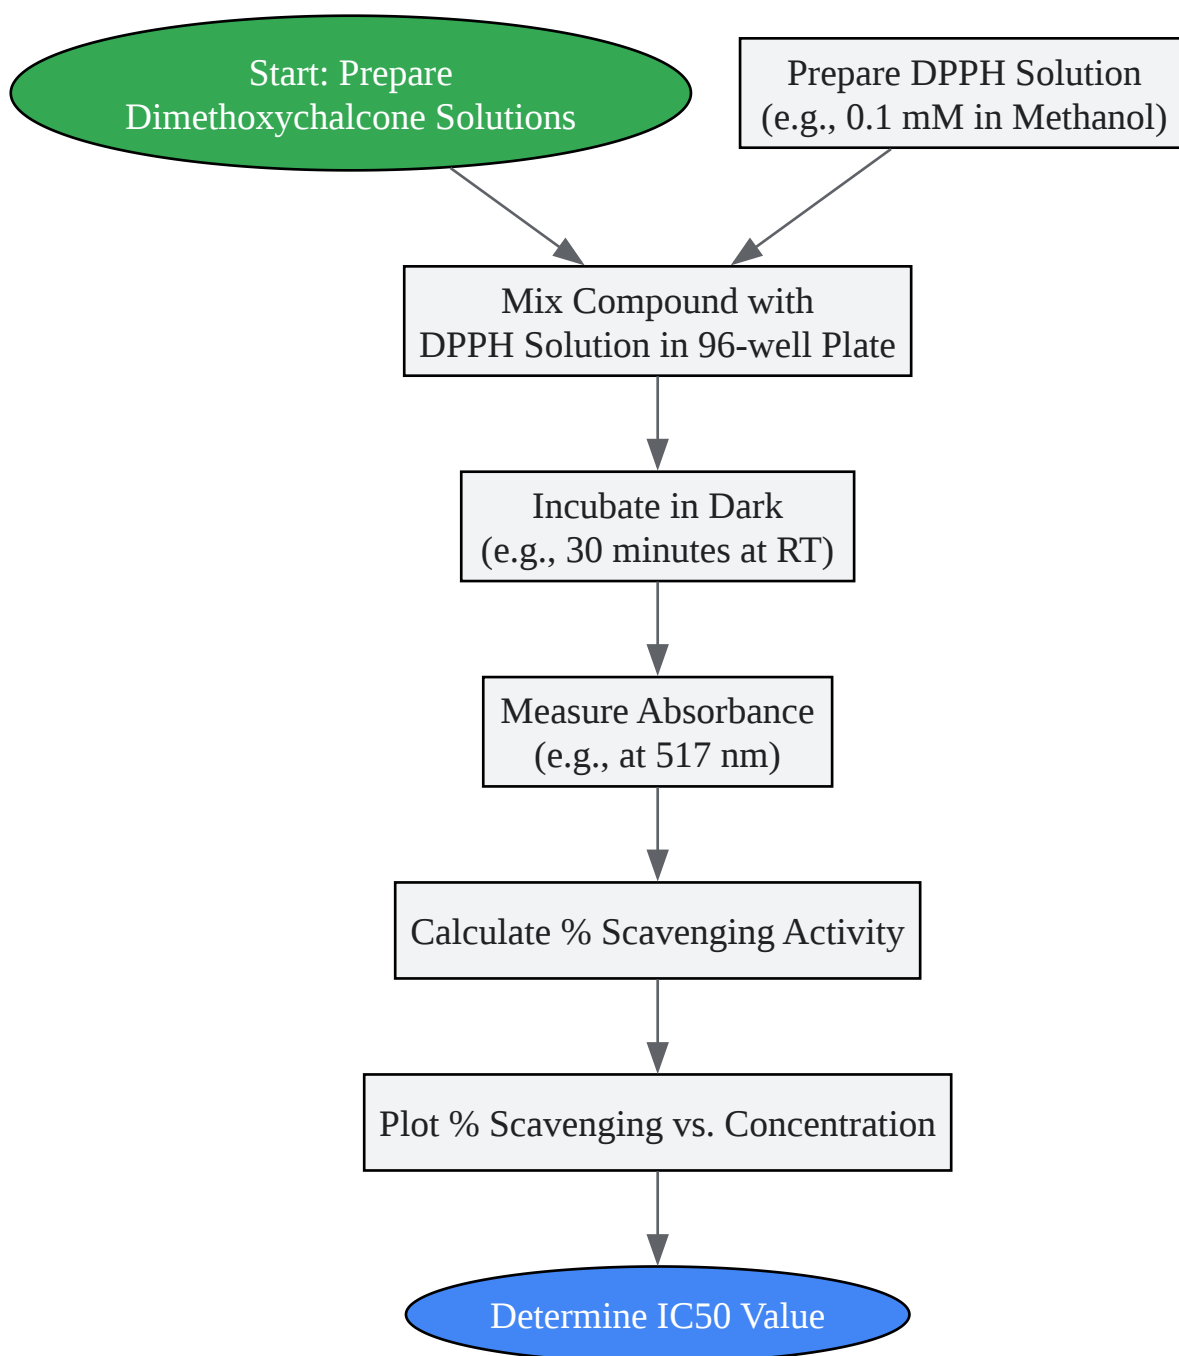 Start: Prepare
Dimethoxychalcone Solutions
Prepare DPPH Solution
(e.g., 0.1 mM in Methanol)
Mix Compound with
DPPH Solution in 96-well Plate
Incubate in Dark
(e.g., 30 minutes at RT)
Measure Absorbance
(e.g., at 517 nm)
Calculate % Scavenging Activity
Plot % Scavenging vs. Concentration
Determine IC50 Value